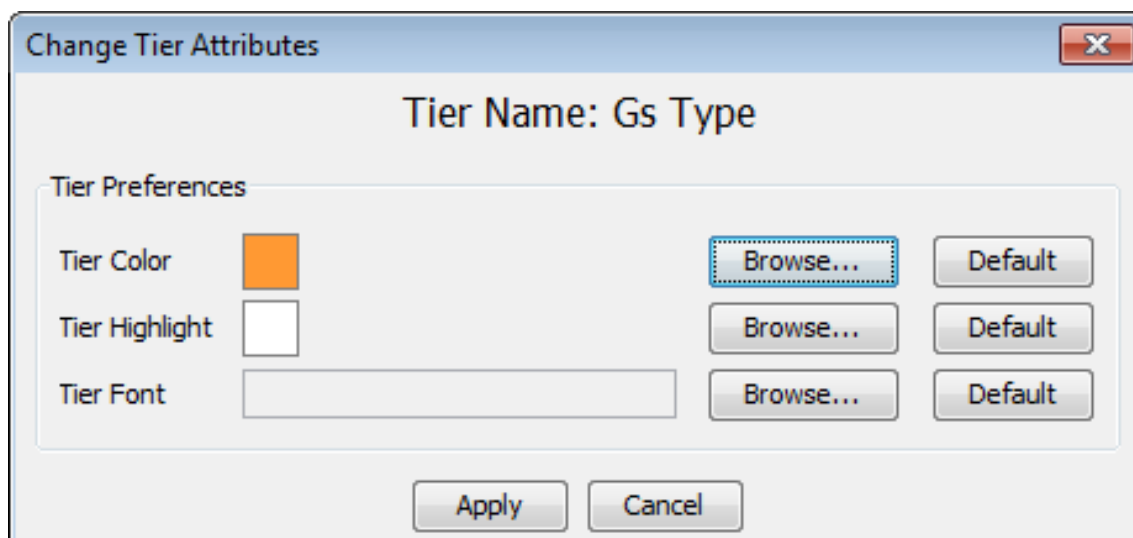 Change Tier Attributes
Tier Name: Gs Type
Tier Preferences
Tier Color Browse... Default
Tier Highlight Browse... Default
Tier Font Browse... Default
Apply Cancel